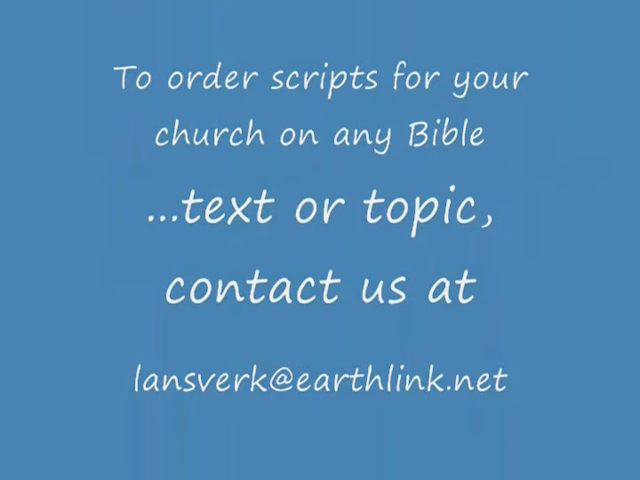 To order scripts for your
church on any Bible
...text or topic,
contact us at
lansverk@earthlink.net